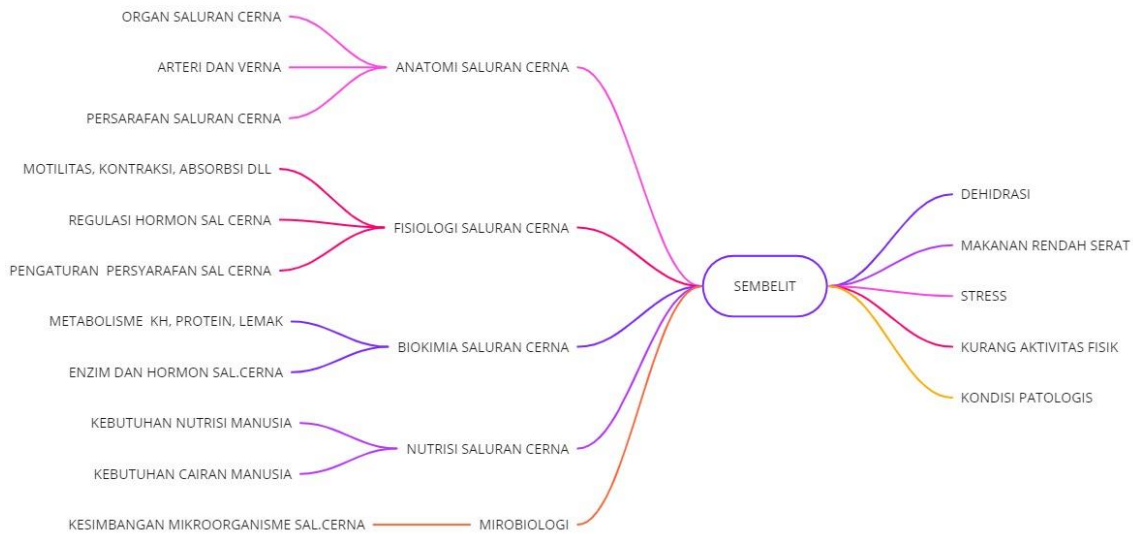 ORGAN SALURAN CERNA
ARTERI DAN VERNA
PERSARAFAN SALURAN CERNA
ANATOMI SALURAN CERNA
MOTILITAS, KONTRAKSI, ABSORBSI DLL
REGULASI HORMON SAL CERNA
PENGATURAN PERSYARAFAN SAL CERNA
FISIOLOGI SALURAN CERNA
METABOLISME KH, PROTEIN, LEMAK
ENZIM DAN HORMON SAL.CERNA
BIOKIMIA SALURAN CERNA
KEBUTUHAN NUTRISI MANUSIA
KEBUTUHAN CAIRAN MANUSIA
NUTRISI SALURAN CERNA
KESIMBANGAN MIKROORGANISME SAL.CERNA
MIROBIOLOGI
SEMBELIT
DEHIDRASI
MAKANAN RENDAH SERAT
STRESS
KURANG AKTIVITAS FISIK
KONDISI PATOLOGIS